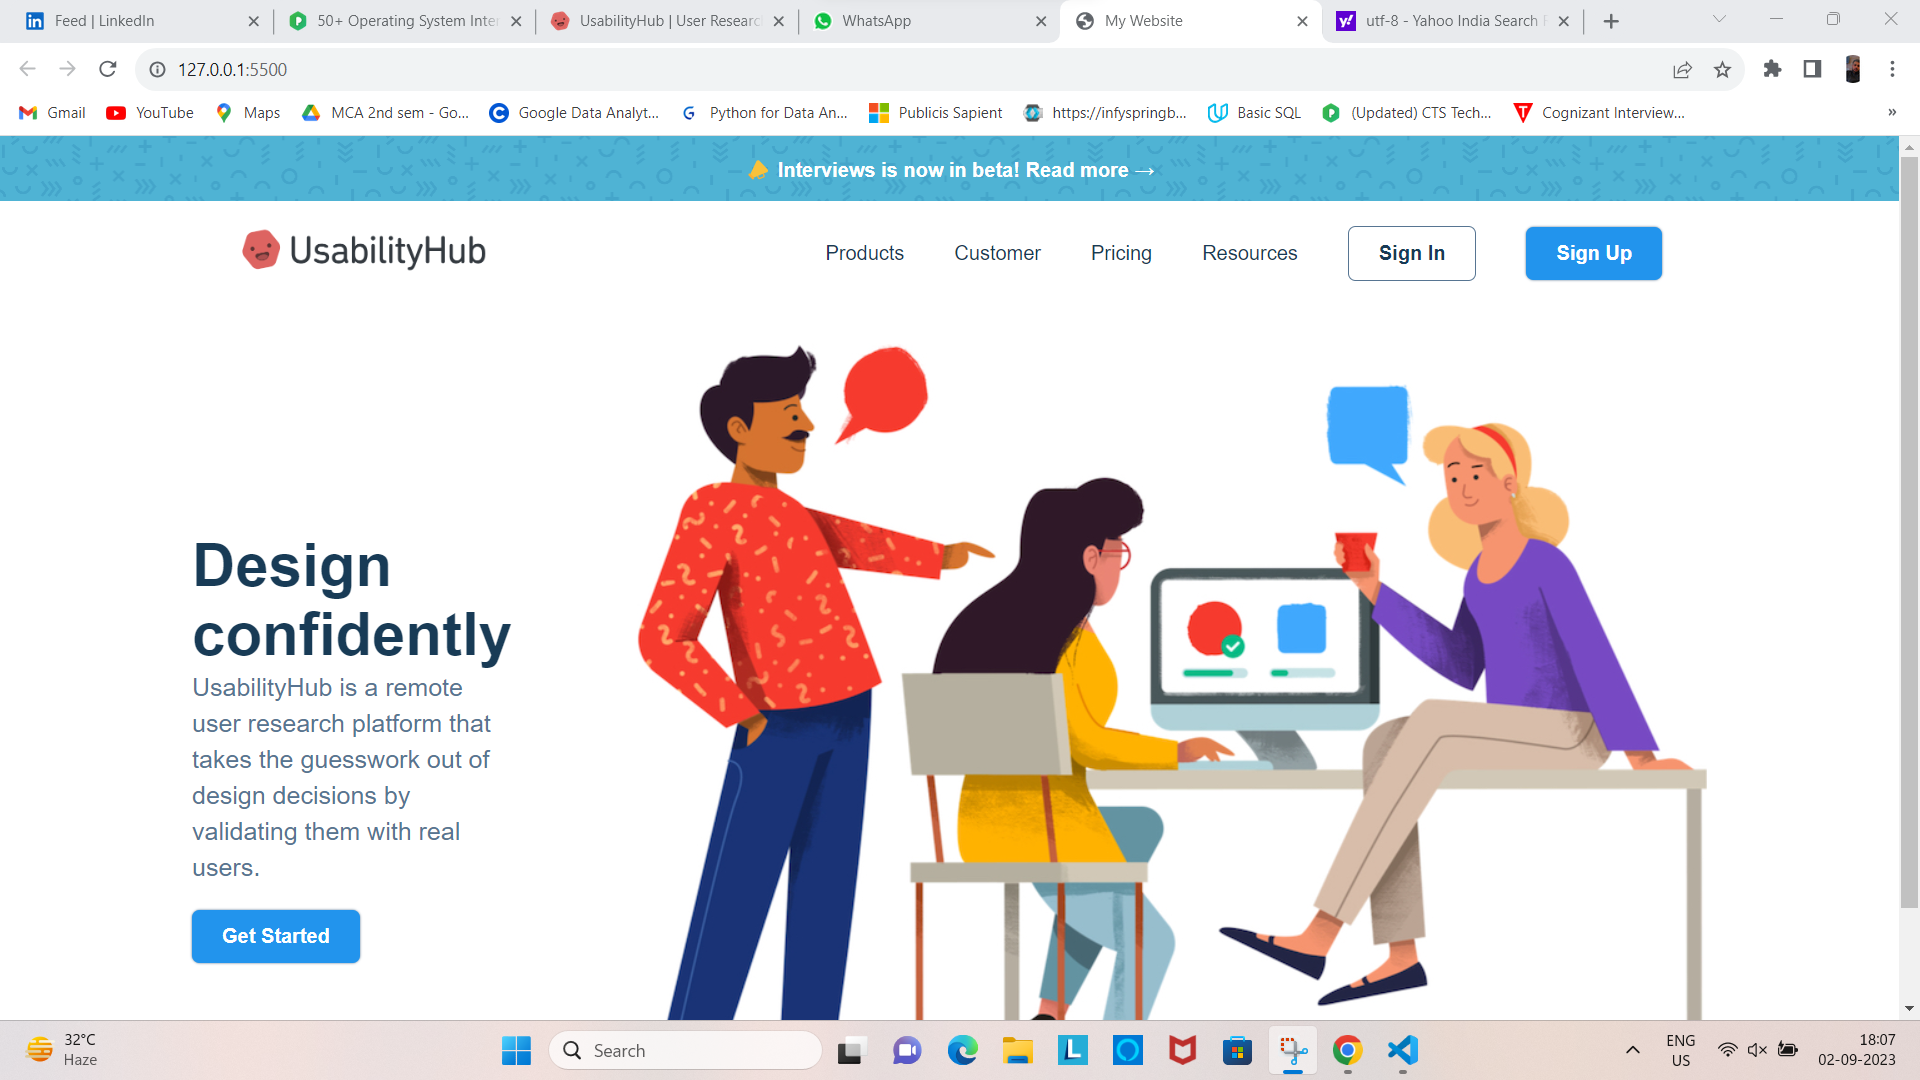 Feed | LinkedIn
50+ Operating System Inter
UsabilityHub | User Research
WhatsApp
My Website
utf-8 - Yahoo India Search
127.0.0.1:5500
Gmail
YouTube
Maps
MCA 2nd sem - Go...
Google Data Analyt...
Python for Data An...
Publicis Sapient
https://infyspringb...
Basic SQL
(Updated) CTS Tech...
Cognizant Interview...
»
Interviews is now in beta! Read more →
UsabilityHub
Products
Customer
Pricing
Resources
Sign In
Sign Up
Design
confidently
UsabilityHub is a remote
user research platform that
takes the guesswork out of
design decisions by
validating them with real
users.
Get Started
32°C
Haze
Search
ENG
US
18:07
02-09-2023